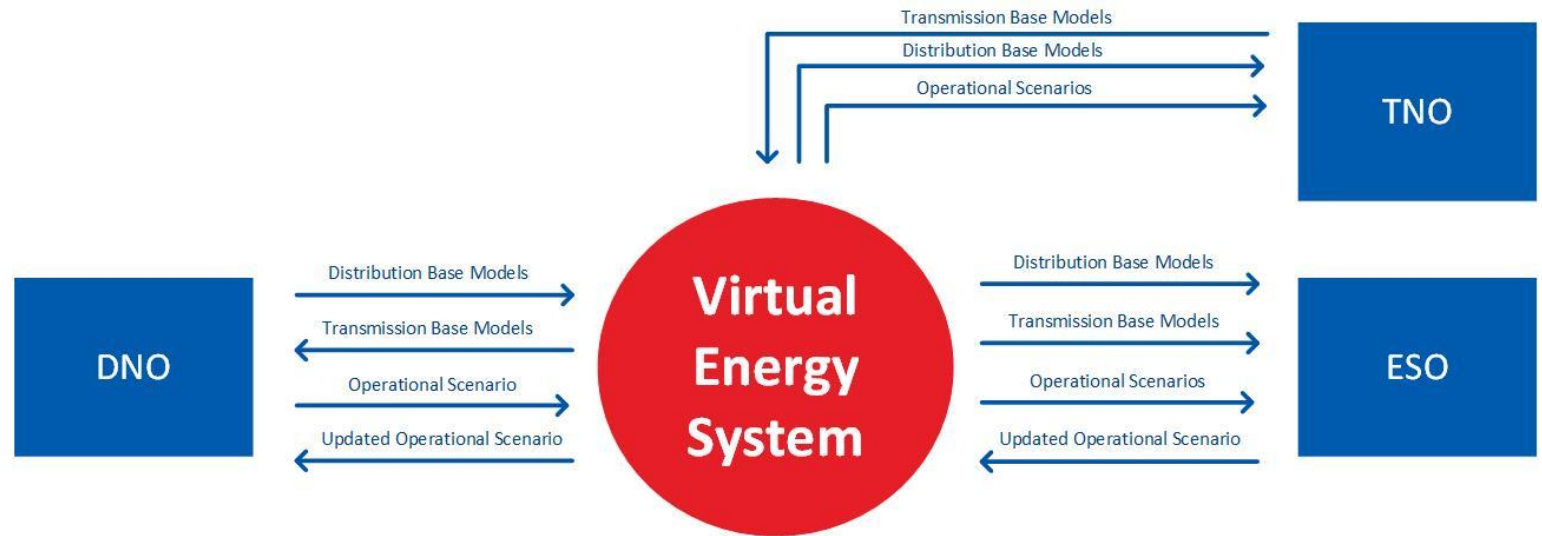 Transmission Base Models
Distribution Base Models
Operational Scenarios
TNO
DNO
Distribution Base Models
Transmission Base Models
Operational Scenario
Updated Operational Scenario
Virtual
Energy
System
Distribution Base Models
Transmission Base Models
Operational Scenarios
Updated Operational Scenario
ESO